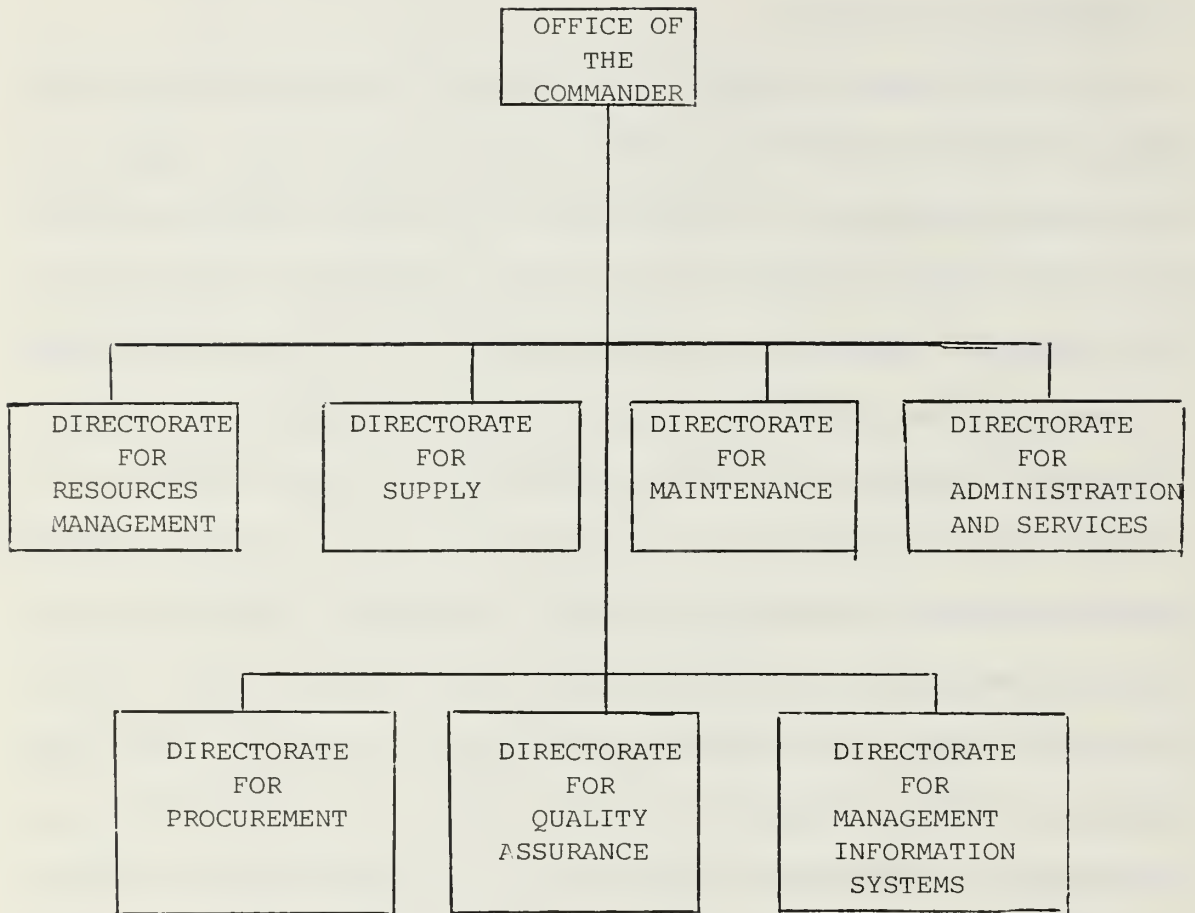 OFFICE OF
THE
COMMANDER
DIRECTORATE
FOR
RESOURCES
MANAGEMENT
DIRECTORATE
FOR
SUPPLY
DIRECTORATE
FOR
MAINTENANCE
DIRECTORATE
FOR
ADMINISTRATION
AND SERVICES
DIRECTORATE
FOR
PROCUREMENT
DIRECTORATE
FOR
QUALITY
ASSURANCE
DIRECTORATE
FOR
MANAGEMENT
INFORMATION
SYSTEMS